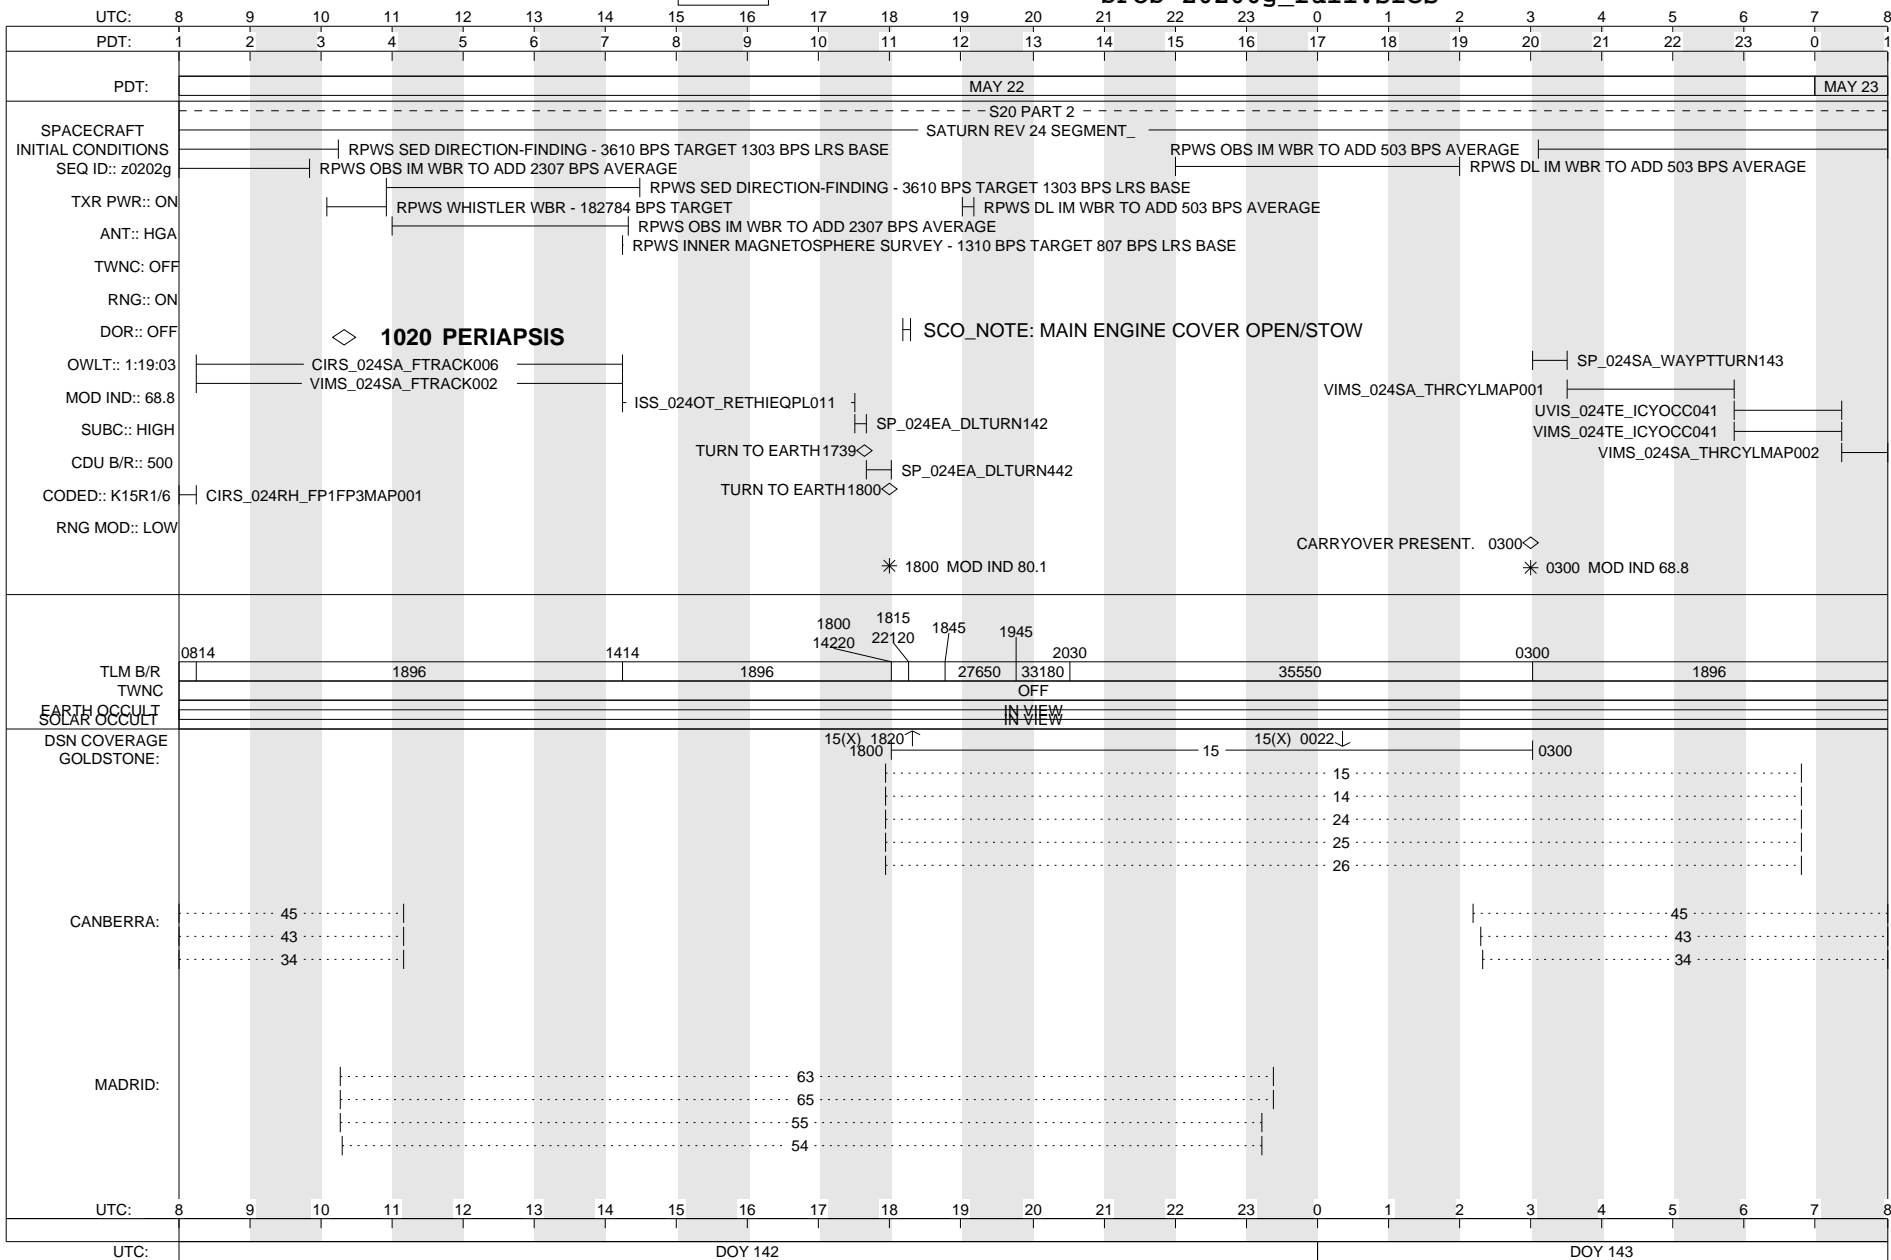 UTC: 8 9 10 11 12 13 14 15 16 17 18 19 20 21 22 23 0 1 2 3 4 5 6 7 8
PDT: 1 2 3 4 5 6 7 8 9 10 11 12 13 14 15 16 17 18 19 20 21 22 23 0 1
PDT: MAY 22 MAY 23
S20 PART 2
SPACECRAFT SATURN REV 24 SEGMENT_
INITIAL CONDITIONS RPWS SED DIRECTION-FINDING - 3610 BPS TARGET 1303 BPS LRS BASE RPWS OBS IM WBR TO ADD 503 BPS AVERAGE
SEQ ID:: z0202g RPWS OBS IM WBR TO ADD 2307 BPS AVERAGE RPWS DL IM WBR TO ADD 503 BPS AVERAGE
RPWS SED DIRECTION-FINDING - 3610 BPS TARGET 1303 BPS LRS BASE
TXR PWR:: ON RPWS WHISTLER WBR - 182784 BPS TARGET RPWS DL IM WBR TO ADD 503 BPS AVERAGE
RPWS OBS IM WBR TO ADD 2307 BPS AVERAGE
ANT:: HGA
RPWS INNER MAGNETOSPHERE SURVEY - 1310 BPS TARGET 807 BPS LRS BASE
TWNC: OFF
RNG:: ON
DOR:: OFF 1020 PERIAPSIS SCO_NOTE: MAIN ENGINE COVER OPEN/STOW
OWLT:: 1:19:03 CIRS_024SA_FTRACK006 SP_024SA_WAYPTTURN143
VIMS_024SA_FTRACK002 VIMS_024SA_THRCYLMAP001
MOD IND:: 68.8 ISS_024OT_RETHIEQPL011 UVIS_024TE_ICYOCC041
SUBC:: HIGH SP_024EA_DLTURN142 VIMS_024TE_ICYOCC041
TURN TO EARTH 1739 VIMS_024SA_THRCYLMAP002
CDU B/R:: 500 SP_024EA_DLTURN442
CODED:: K15R1/6 CIRS_024RH_FP1FP3MAP001 TURN TO EARTH 1800
RNG MOD:: LOW
CARRYOVER PRESENT. 0300
1800 MOD IND 80.1 0300 MOD IND 68.8
1800 1815 1845 1945
14220 22120
0814 1414 2030 0300
TLM B/R 1896 1896 27650 33180 35550 1896
TWNC OFF
EARTH OCCULT IN VIEW
SOLAR OCCULT IN VIEW
DSN COVERAGE 15(X) 1820 15(X) 0022
GOLDSTONE: 1800 15 0300
15
14
24
25
26
CANBERRA: 45 45
43 43
34 34
MADRID: 63
65
55
54
UTC: 8 9 10 11 12 13 14 15 16 17 18 19 20 21 22 23 0 1 2 3 4 5 6 7 8
UTC: DOY 142 DOY 143